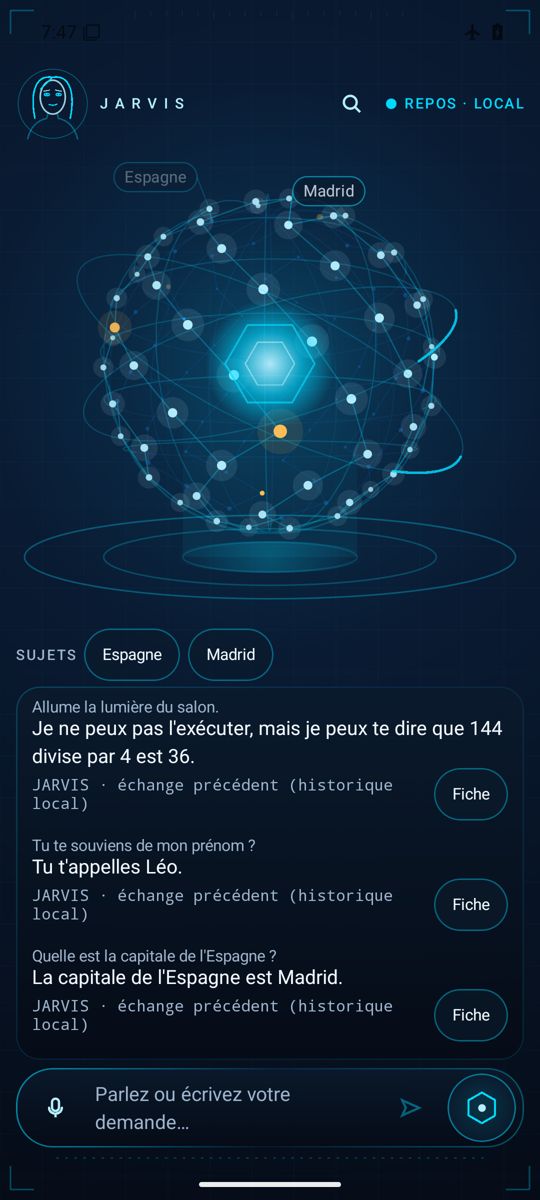 7:47
JARVIS
REPOS · LOCAL
Espagne
Madrid
SUJETS
Espagne
Madrid
Allume la lumière du salon.
Je ne peux pas l'exécuter, mais je peux te dire que 144
divise par 4 est 36.
JARVIS · échange précédent (historique
local)
Fiche
Tu te souviens de mon prénom ?
Tu t'appelles Léo.
JARVIS · échange précédent (historique
local)
Fiche
Quelle est la capitale de l'Espagne ?
La capitale de l'Espagne est Madrid.
JARVIS · échange précédent (historique
local)
Fiche
Parlez ou écrivez votre
demande…